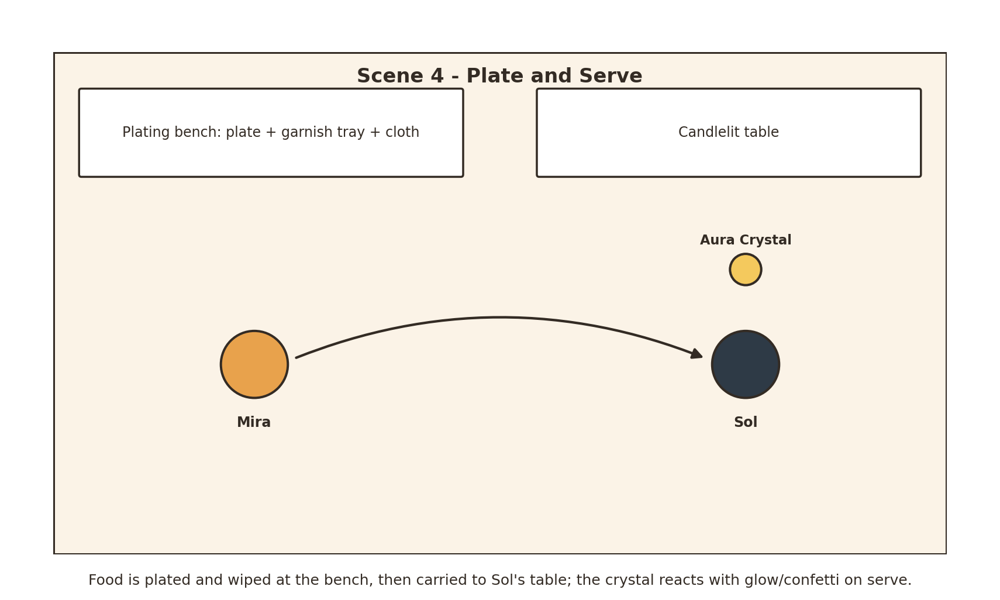 Scene 4 - Plate and Serve
Plating bench: plate + garnish tray + cloth
Candlelit table
Aura Crystal
Mira
Sol
Food is plated and wiped at the bench, then carried to Sol's table; the crystal reacts with glow/confetti on serve.